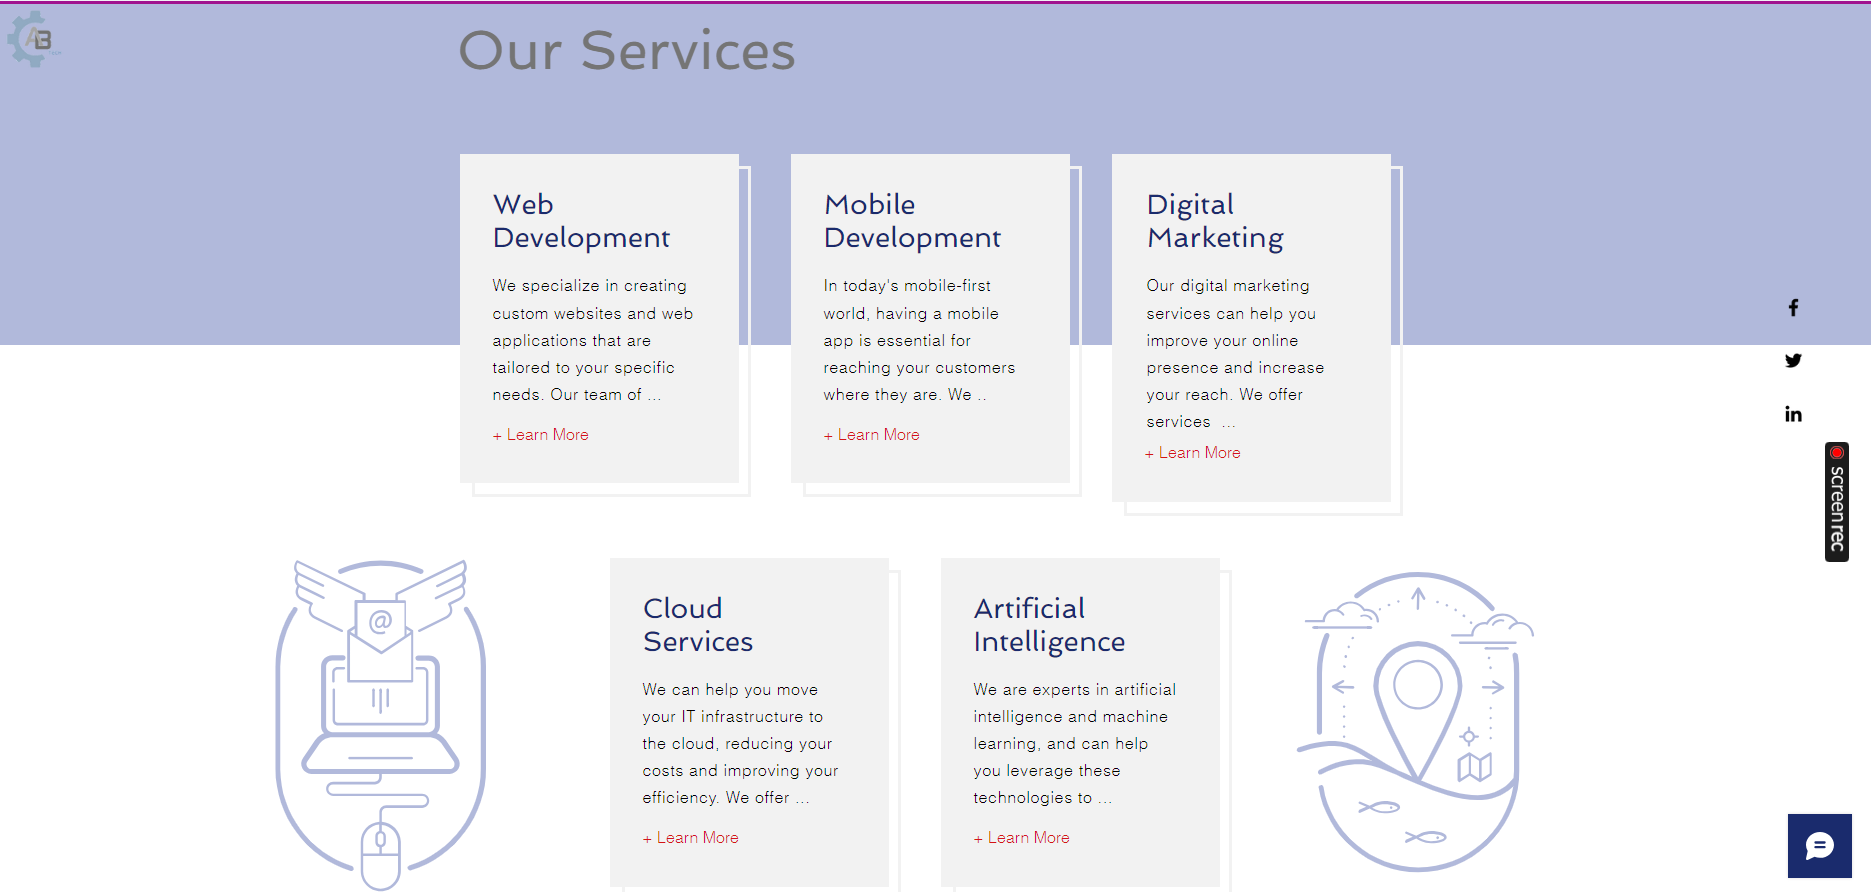 AB
Our Services
Web
Development
We specialize in creating
custom websites and web
applications that are
tailored to your specific
needs. Our team of ...
+ Learn More
Mobile
Development
In today's mobile-first
world, having a mobile
app is essential for
reaching your customers
where they are. We ..
+ Learn More
Digital
Marketing
Our digital marketing
services can help you
improve your online
presence and increase
your reach. We offer
services  ...
+ Learn More
screenrec
@
Cloud
Services
We can help you move
your IT infrastructure to
the cloud, reducing your
costs and improving your
efficiency. We offer ...
+ Learn More
Artificial
Intelligence
We are experts in artificial
intelligence and machine
learning, and can help
you leverage these
technologies to ...
+ Learn More